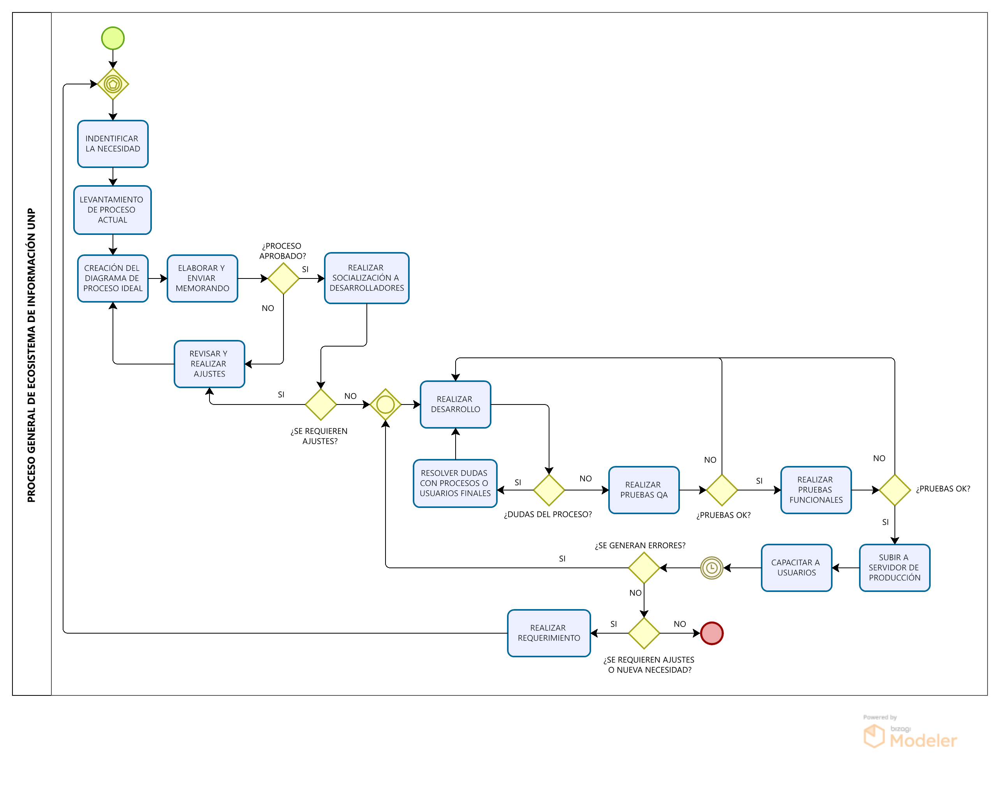 PROCESO GENERAL DE ECOSISTEMA DE INFORMACIÓN UNP
INDENTIFICAR
LA NECESIDAD
LEVANTAMIENTO
DE PROCESO
ACTUAL
CREACIÓN DEL
DIAGRAMA DE
PROCESO IDEAL
ELABORAR Y
ENVIAR
MEMORANDO
¿PROCESO
APROBADO?
SI
NO
REALIZAR
SOCIALIZACIÓN A
DESARROLLADORES
REVISAR Y
REALIZAR
AJUSTES
SI
NO
¿SE REQUIEREN
AJUSTES?
REALIZAR
DESARROLLO
RESOLVER DUDAS
CON PROCESOS O
USUARIOS FINALES
SI
NO
¿DUDAS DEL PROCESO?
REALIZAR
PRUEBAS QA
NO
SI
¿PRUEBAS OK?
REALIZAR
PRUEBAS
FUNCIONALES
NO
¿PRUEBAS OK?
SI
SUBIR A
SERVIDOR DE
PRODUCCIÓN
CAPACITAR A
USUARIOS
¿SE GENERAN ERRORES?
SI
NO
REALIZAR
REQUERIMIENTO
SI
NO
¿SE REQUIEREN AJUSTES
O NUEVA NECESIDAD?
Powered by
bizagi
Modeler